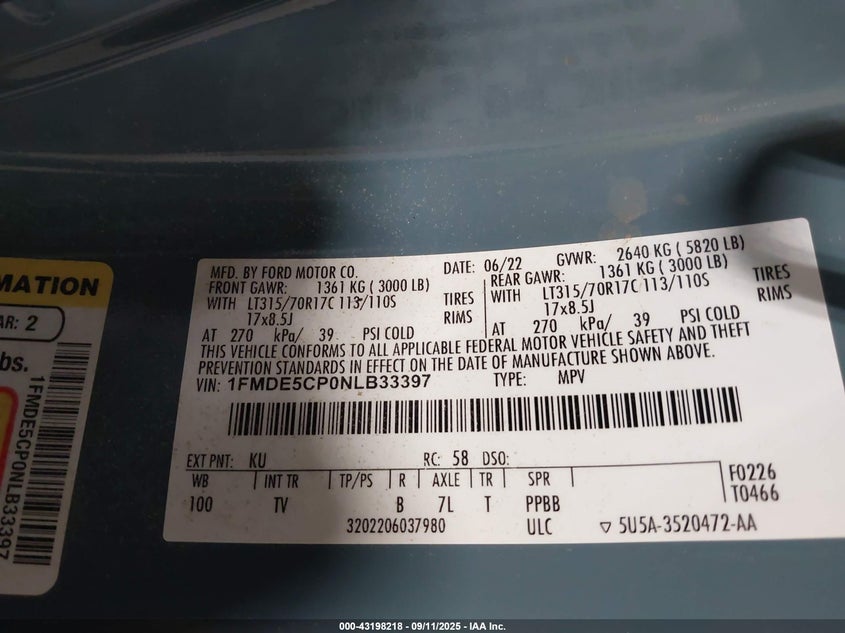 MATION
AR: 2
bs.
1FMDE5CP0NLB33397
MFD. BY FORD MOTOR CO. DATE: 06/22 GVWR: 2640 KG ( 5820 LB)
FRONT GAWR: 1361 KG ( 3000 LB) REAR GAWR: 1361 KG ( 3000 LB)
WITH LT315/70R17C 113/110S TIRES WITH LT315/70R17C 113/110S TIRES
17x8.5J RIMS 17x8.5J RIMS
AT 270 kPa/ 39 PSI COLD AT 270 kPa/ 39 PSI COLD
THIS VEHICLE CONFORMS TO ALL APPLICABLE FEDERAL MOTOR VEHICLE SAFETY AND THEFT
PREVENTION STANDARDS IN EFFECT ON THE DATE OF MANUFACTURE SHOWN ABOVE.
VIN: 1FMDE5CP0NLB33397 TYPE: MPV
EXT PNT: KU RC: 58 DSO:
WB INT TR TP/PS R AXLE TR SPR F0226
100 TV B 7L T PPBB T0466
3202206037980 ULC ▽ 5U5A-3520472-AA
000-43198218 - 09/11/2025 - IAA Inc.